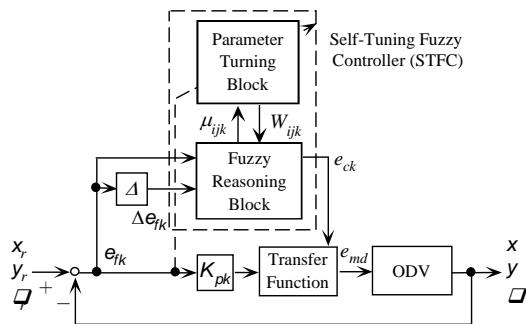 Parameter
Turning
Block
Self-Tuning Fuzzy
Controller (STFC)
μijk
Wijk
Fuzzy
Reasoning
Block
eck
Δ
Δefk
xr
yr
r
+
−
efk
Kpk
Transfer
Function
emd
ODV
x
y